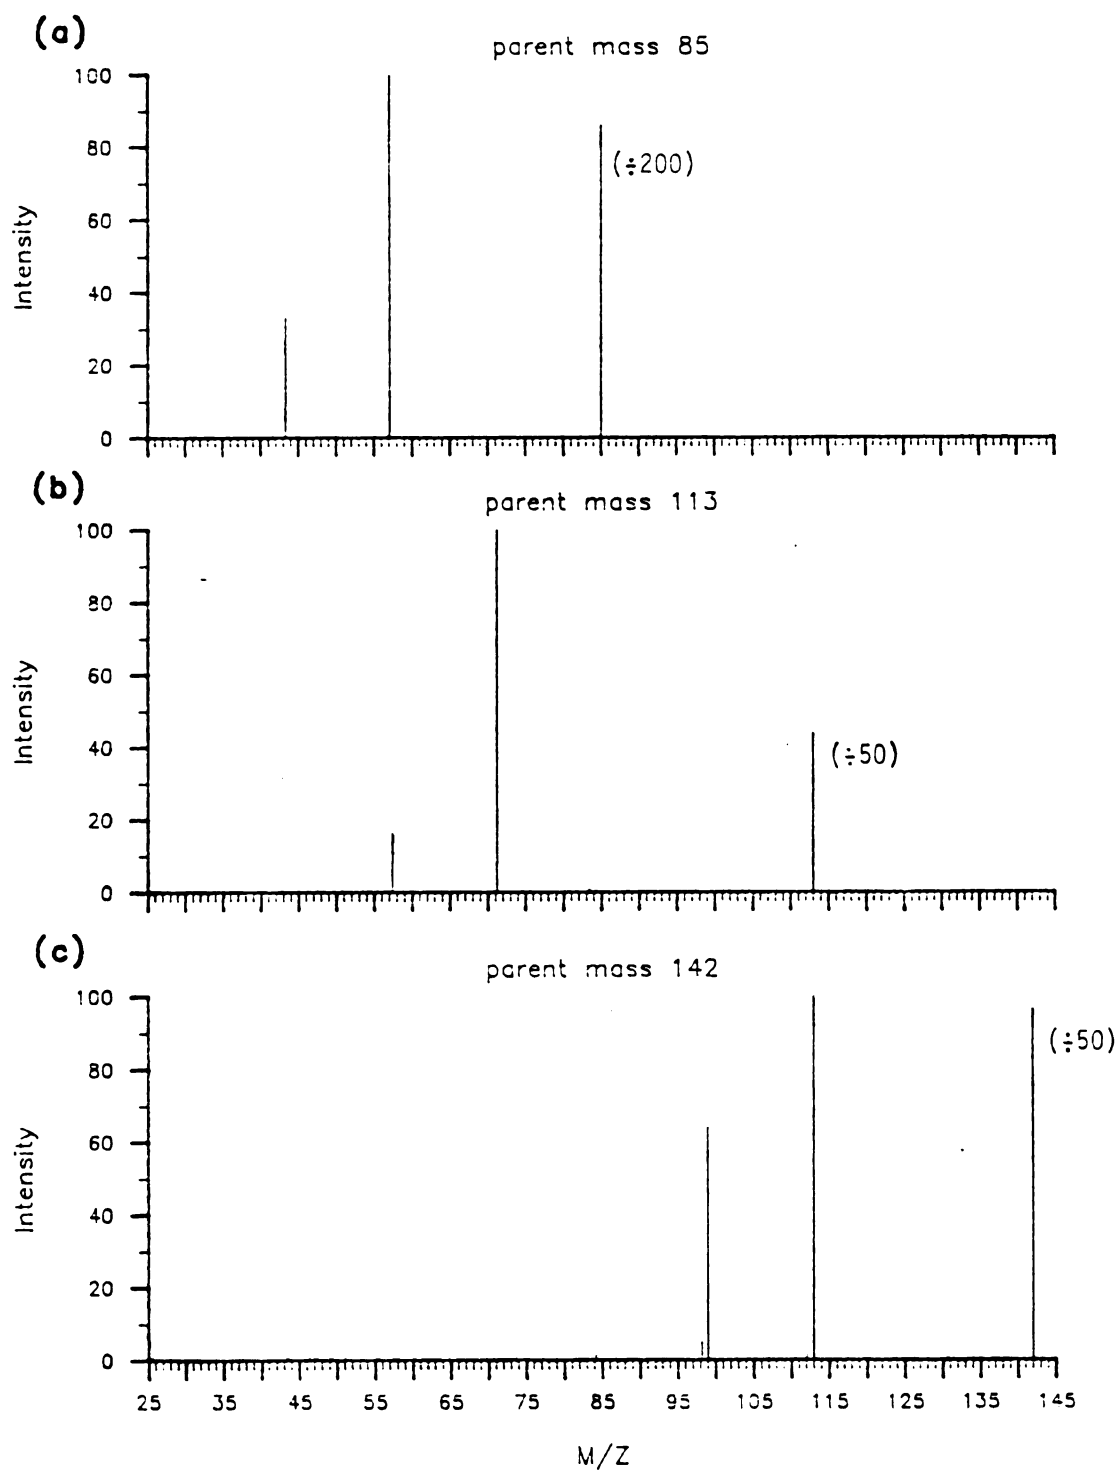 (a)
parent mass 85
100
80
60
40
20
0
Intensity
(÷200)
(b)
parent mass 113
100
80
60
40
20
0
Intensity
(÷50)
(c)
parent mass 142
100
80
60
40
20
0
Intensity
(÷50)
25 35 45 55 65 75 85 95 105 115 125 135 145
M/Z